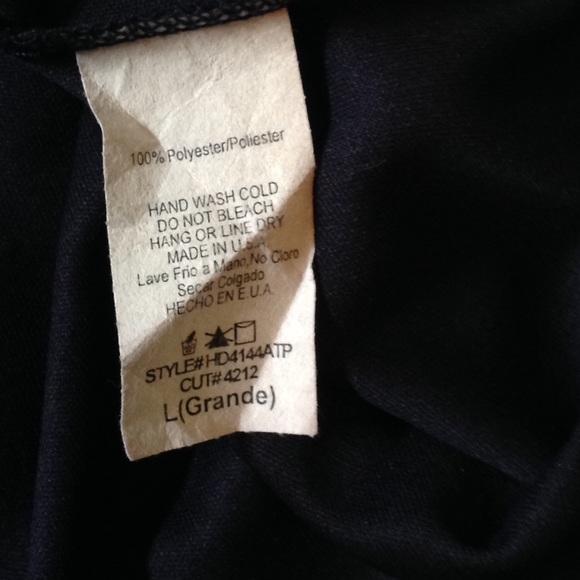 100% Polyester/Poliester
HAND WASH COLD
DO NOT BLEACH
HANG OR LINE DRY
MADE IN U.S.A
Lave Frio a Mano,No Cloro
Secar Colgado
HECHO EN E.U.A.
STYLE# HD4144ATP
CUT# 4212
L(Grande)